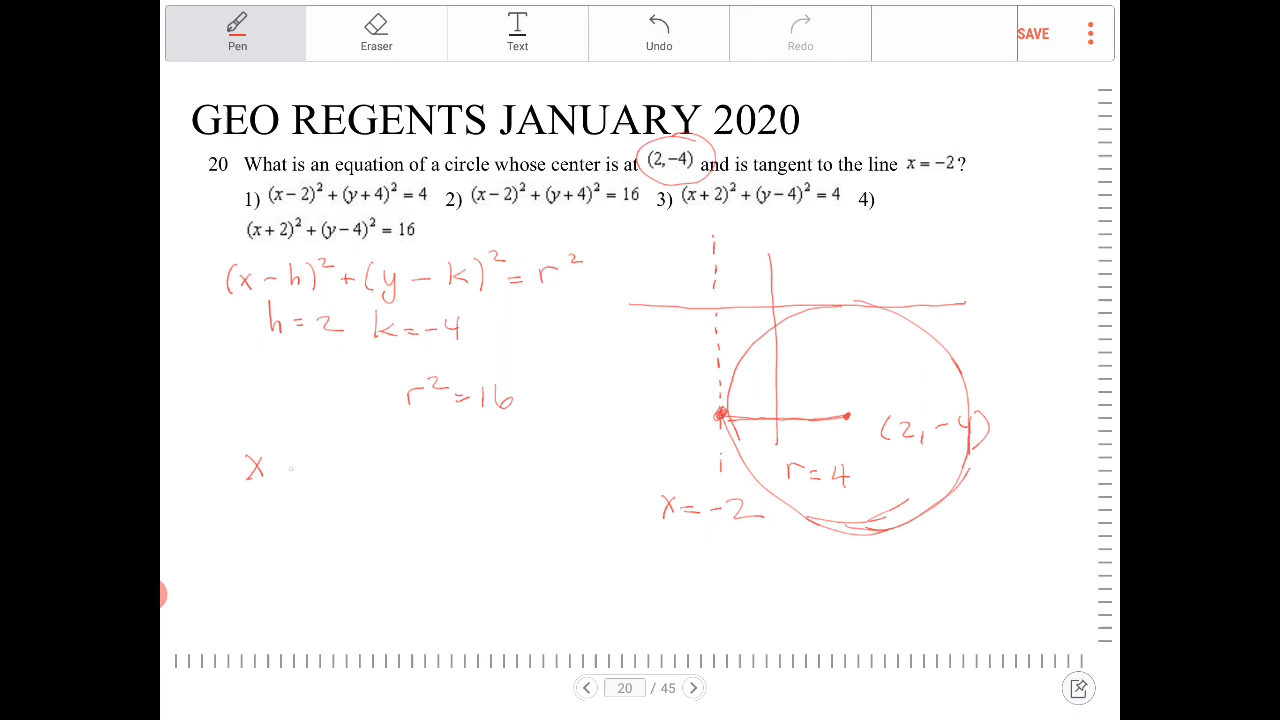 Pen Eraser Text Undo Redo SAVE
GEO REGENTS JANUARY 2020
20 What is an equation of a circle whose center is at (2,−4) and is tangent to the line x = −2?
1) (x − 2)² + (y + 4)² = 4 2) (x − 2)² + (y + 4)² = 16 3) (x + 2)² + (y − 4)² = 4 4)
(x + 2)² + (y − 4)² = 16
(x − h)² + (y − k)² = r²
h = 2 k = −4
r² = 16
(2, −4)
x
r = 4
x = −2
20 / 45